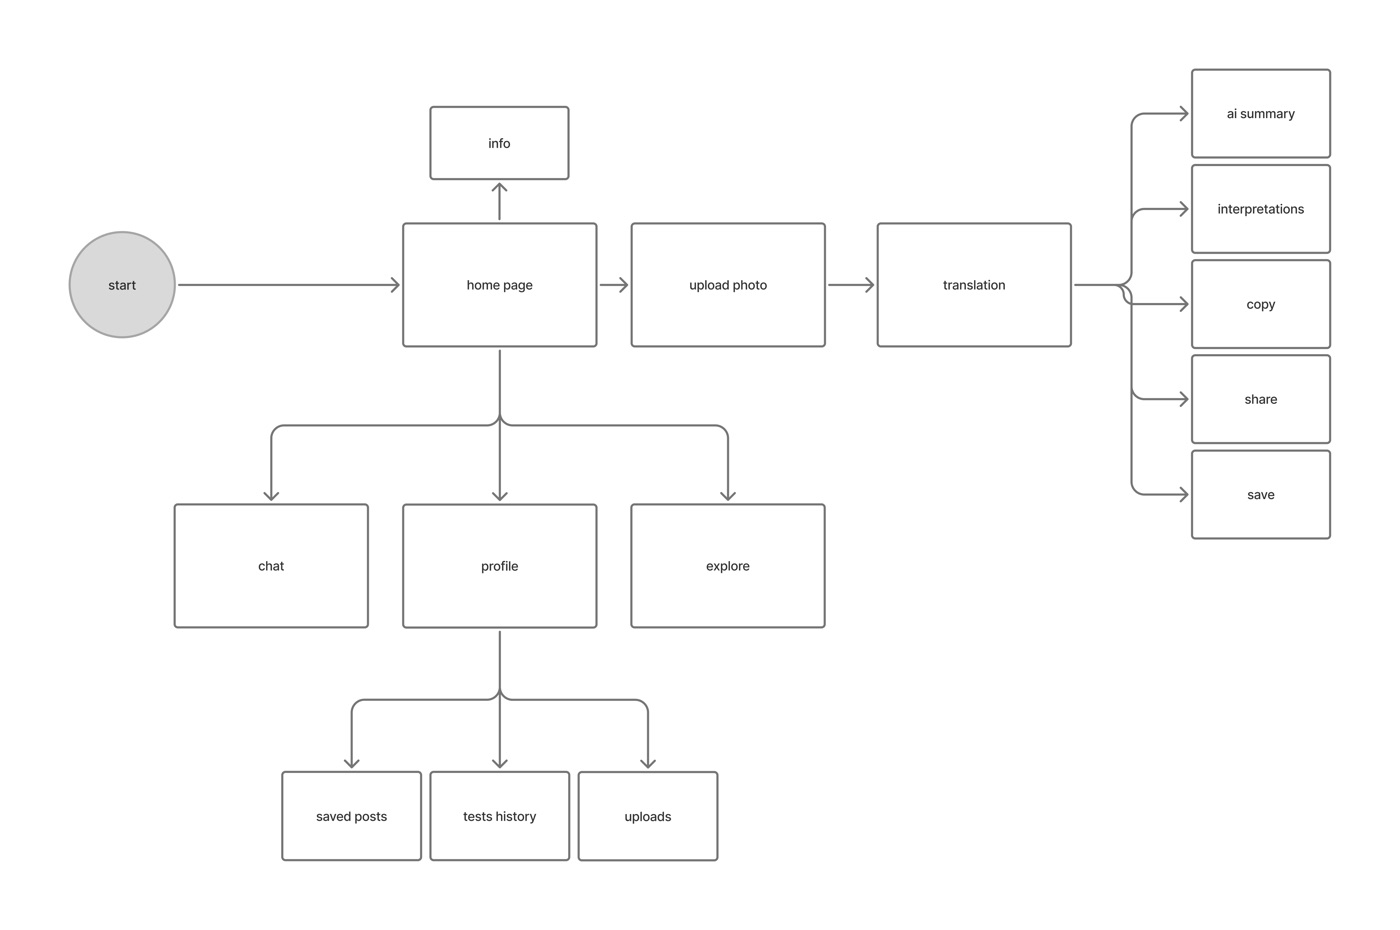 ai summary
info
interpretations
start
home page
upload photo
translation
copy
share
save
chat
profile
explore
saved posts
tests history
uploads